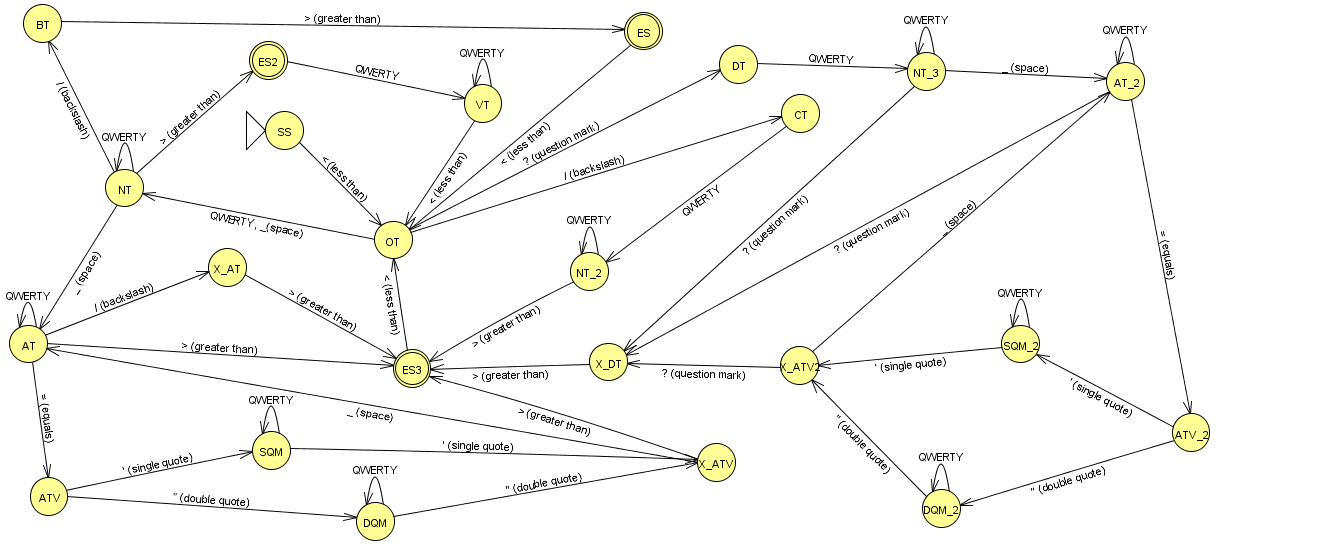 BT
> (greater than)
ES
ES2
QWERTY
QWERTY
VT
DT
QWERTY
QWERTY
NT_3
_ (space)
QWERTY
AT_2
/ (backslash)
> (greater than)
SS
CT
QWERTY
NT
< (less than)
< (less than)
< (less than)
? (question mark)
/ (backslash)
QWERTY, _(space)
OT
QWERTY
QWERTY
NT_2
? (question mark)
? (question mark)
_ (space)
= (equals)
_ (space)
X_AT
/ (backslash)
> (greater than)
< (less than)
> (greater than)
QWERTY
AT
> (greater than)
ES3
> (greater than)
X_DT
? (question mark)
X_ATV2
' (single quote)
QWERTY
SQM_2
' (single quote)
= (equals)
_ (space)
> (greater than)
QWERTY
SQM
' (single quote)
' (single quote)
X_ATV
" (double quote)
ATV_2
ATV
" (double quote)
QWERTY
DQM
" (double quote)
QWERTY
DQM_2
" (double quote)